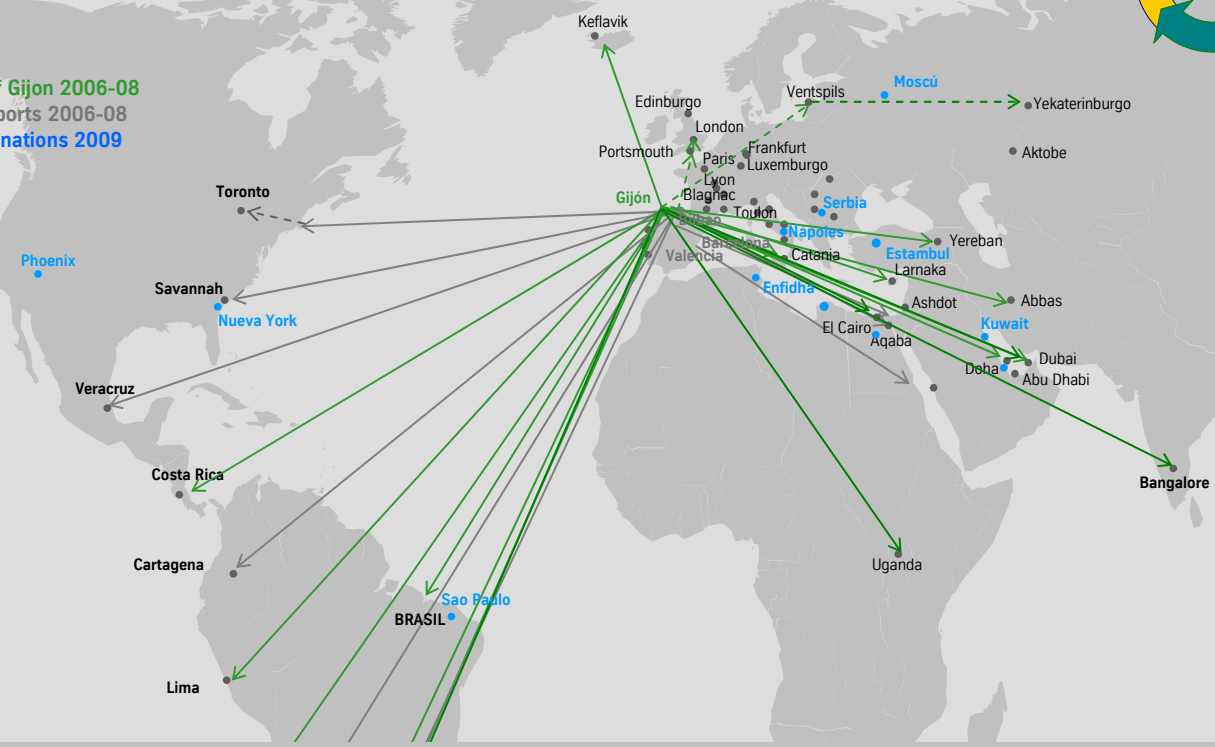 Keflavik
Gijon 2006-08
ports 2006-08
nations 2009
Moscú
Ventspils
Yekaterinburgo
Edinburgo
London
Portsmouth
Paris
Frankfurt
Luxemburgo
Aktobe
Lyon
Blagnac
Toronto
Gijón
Toulon
Serbia
Bilbao
Nápoles
Barcelona
Yereban
Estambul
Valencia
Catania
Phoenix
Larnaka
Savannah
Enfidha
Ashdot
Abbas
Nueva York
El Cairo
Kuwait
Aqaba
Dubai
Doha
Abu Dhabi
Veracruz
Costa Rica
Bangalore
Cartagena
Uganda
Sao Paulo
BRASIL
Lima